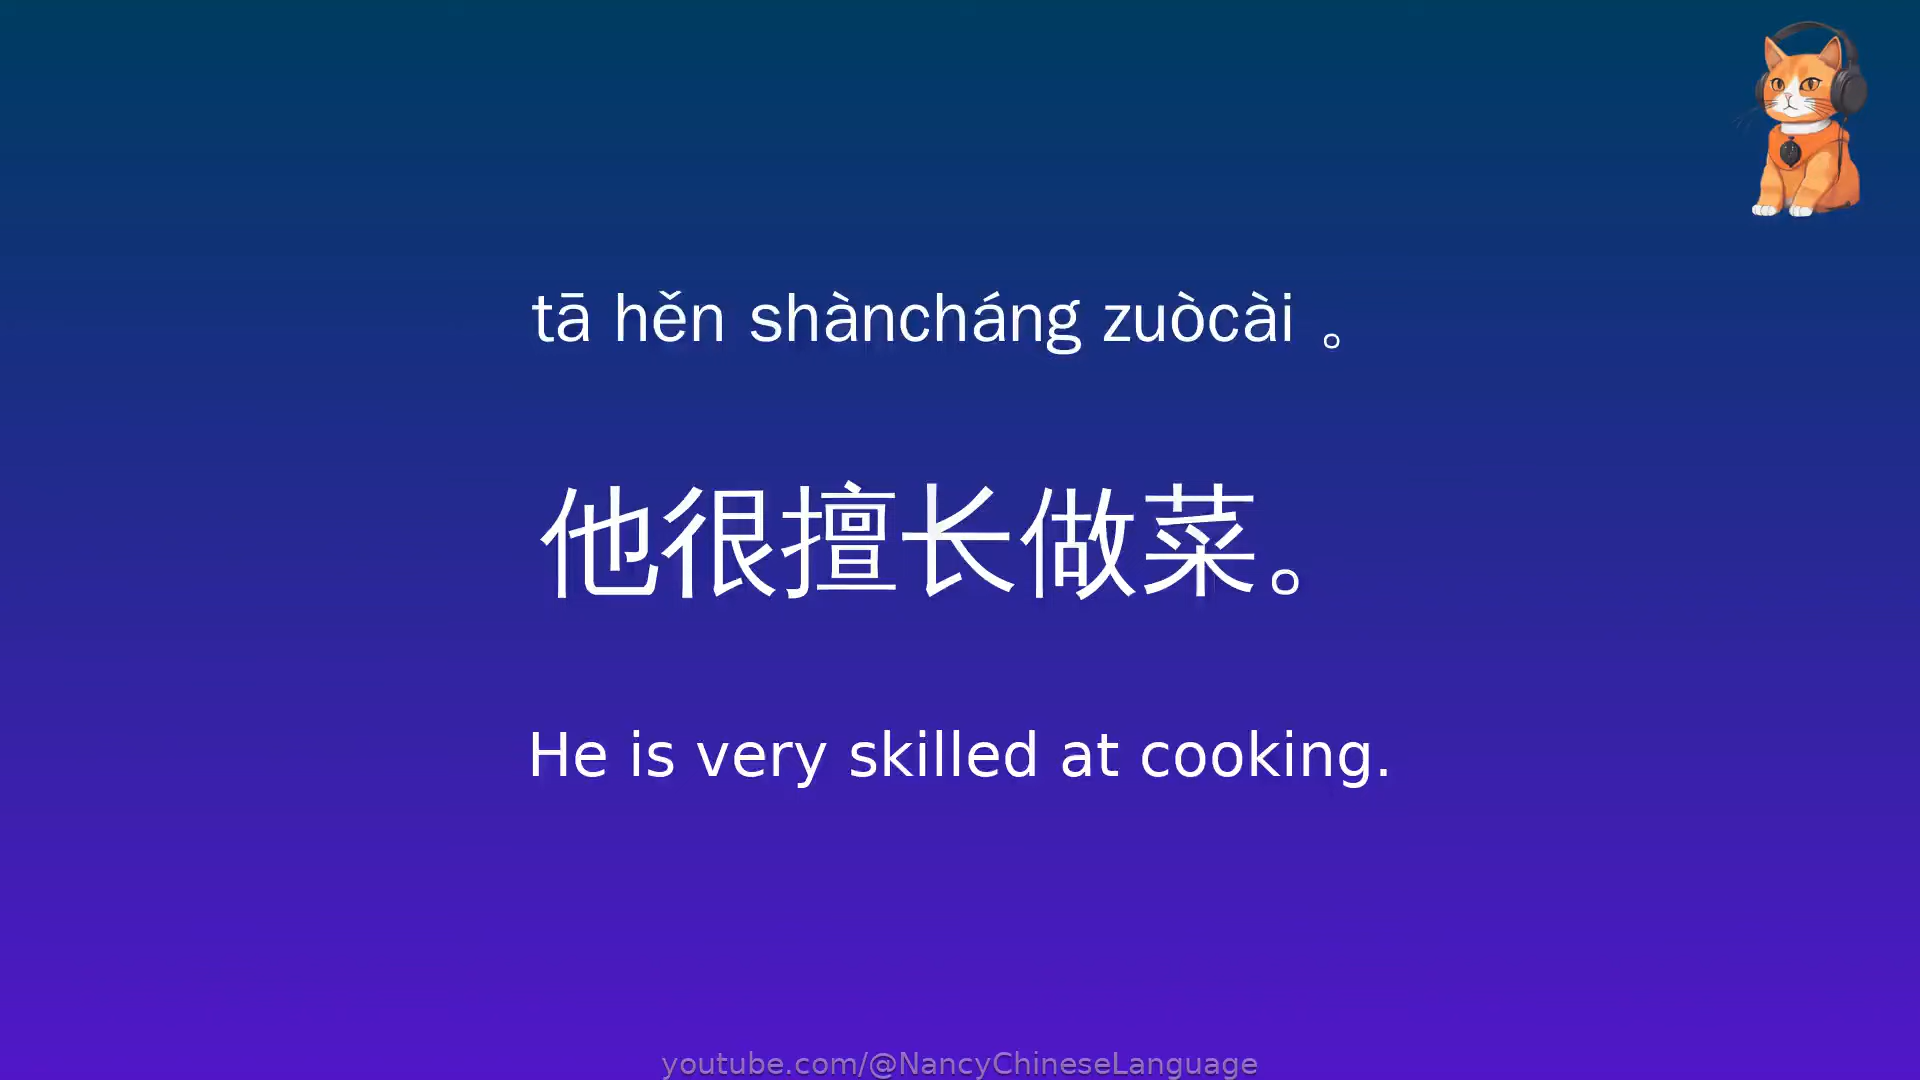 tā hěn shàncháng zuòcài 。
他很擅长做菜。
He is very skilled at cooking.
youtube.com/@NancyChineseLanguage